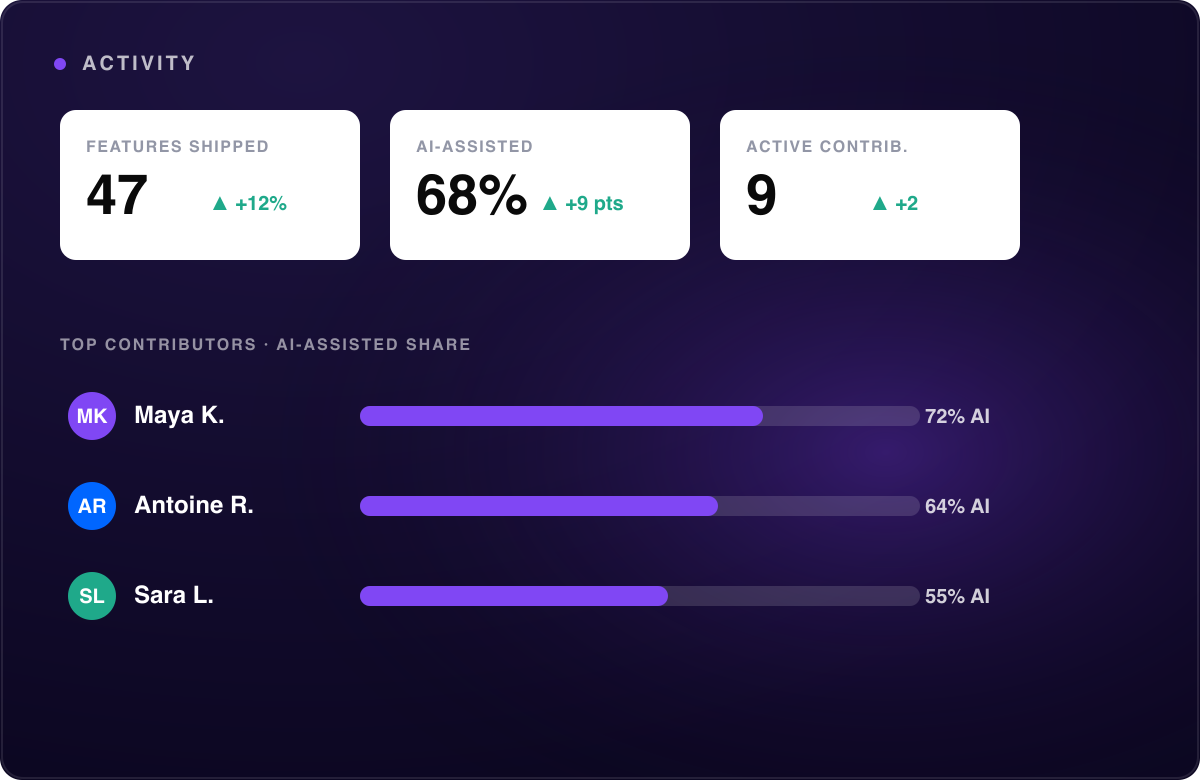 ACTIVITY
FEATURES SHIPPED
47 ▲ +12%
AI-ASSISTED
68% ▲ +9 pts
ACTIVE CONTRIB.
9 ▲ +2
TOP CONTRIBUTORS · AI-ASSISTED SHARE
MK Maya K. 72% AI
AR Antoine R. 64% AI
SL Sara L. 55% AI